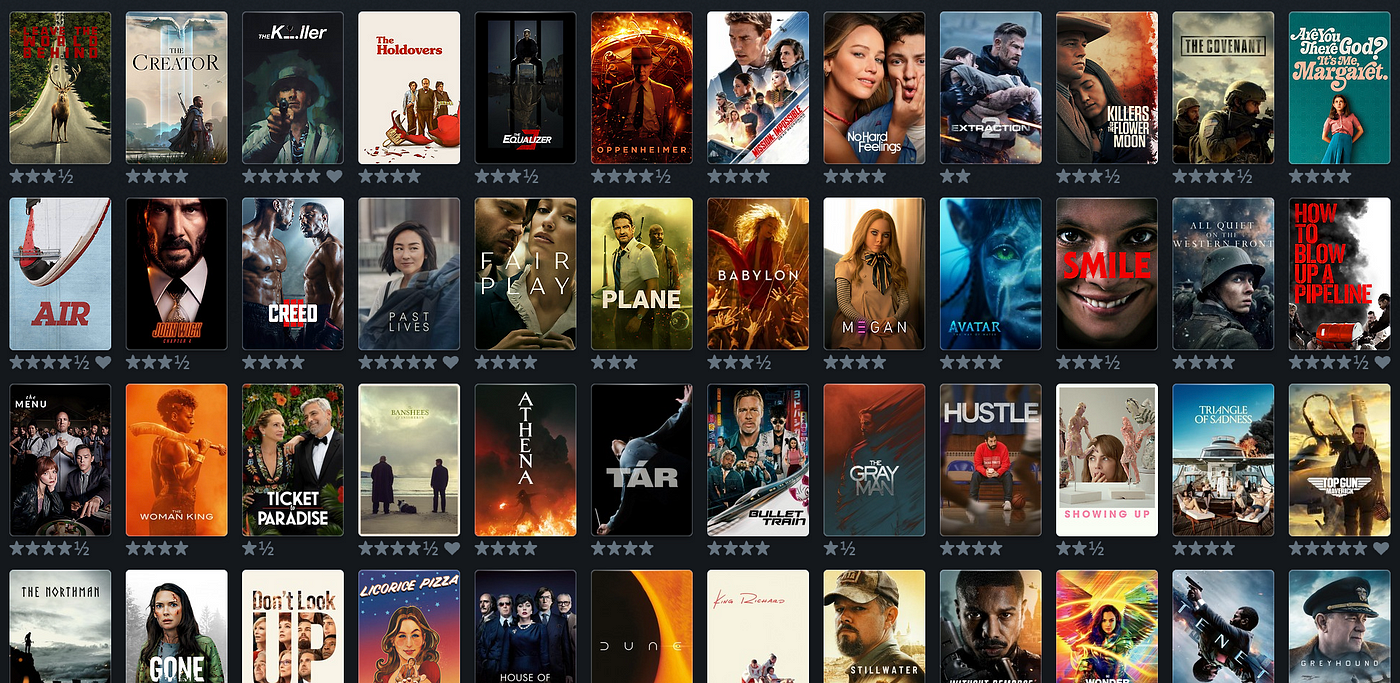 LEAVE THE
WORLD
BEHIND
THE
CREATOR
THE K_ller
The
Holdovers
THE
EQUALIZER
3
OPPENHEIMER
MISSION: IMPOSSIBLE
No Hard
Feelings
EXTRACTION
2
KILLERS
OF THE
FLOWER
MOON
THE COVENANT
Are You
There God?
It's Me,
Margaret.
★★★½
★★★★
★★★★★ ♥
★★★★
★★★½
★★★★½
★★★★
★★★★
★★
★★★½
★★★★½
★★★★
AIR
JOHN WICK
CHAPTER 4
CREED
III
PAST
LIVES
FAIR
PLAY
PLANE
BABYLON
M3GAN
AVATAR
SMILE
ALL QUIET
ON THE
WESTERN FRONT
HOW
TO
BLOW
UP A
PIPELINE
★★★★½ ♥
★★★½
★★★★
★★★★★ ♥
★★★★
★★★
★★★½
★★★★
★★★★
★★★½
★★★★
★★★★½ ♥
the
MENU
THE
WOMAN KING
TICKET
to
PARADISE
BANSHEES
ATHENA
TÁR
BULLET
TRAIN
THE
GRAY
MAN
HUSTLE
SHOWING UP
TRIANGLE
OF SADNESS
TOP GUN
MAVERICK
★★★★½
★★★★
★½
★★★★½ ♥
★★★★
★★★★
★★★★
★½
★★★★
★★½
★★★★
★★★★★ ♥
THE NORTHMAN
GONE
Don't Look
UP
LICORICE PIZZA
HOUSE OF
DUNE
King Richard
STILLWATER
WITHOUT REMORSE
WONDER
TENET
GREYHOUND